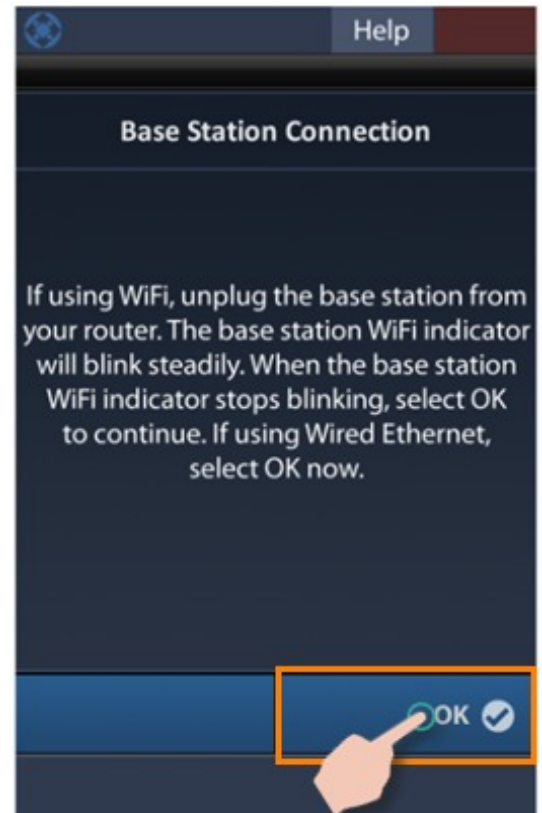 Help
Base Station Connection
If using WiFi, unplug the base station from
your router. The base station WiFi indicator
will blink steadily. When the base station
WiFi indicator stops blinking, select OK
to continue. If using Wired Ethernet,
select OK now.
OK